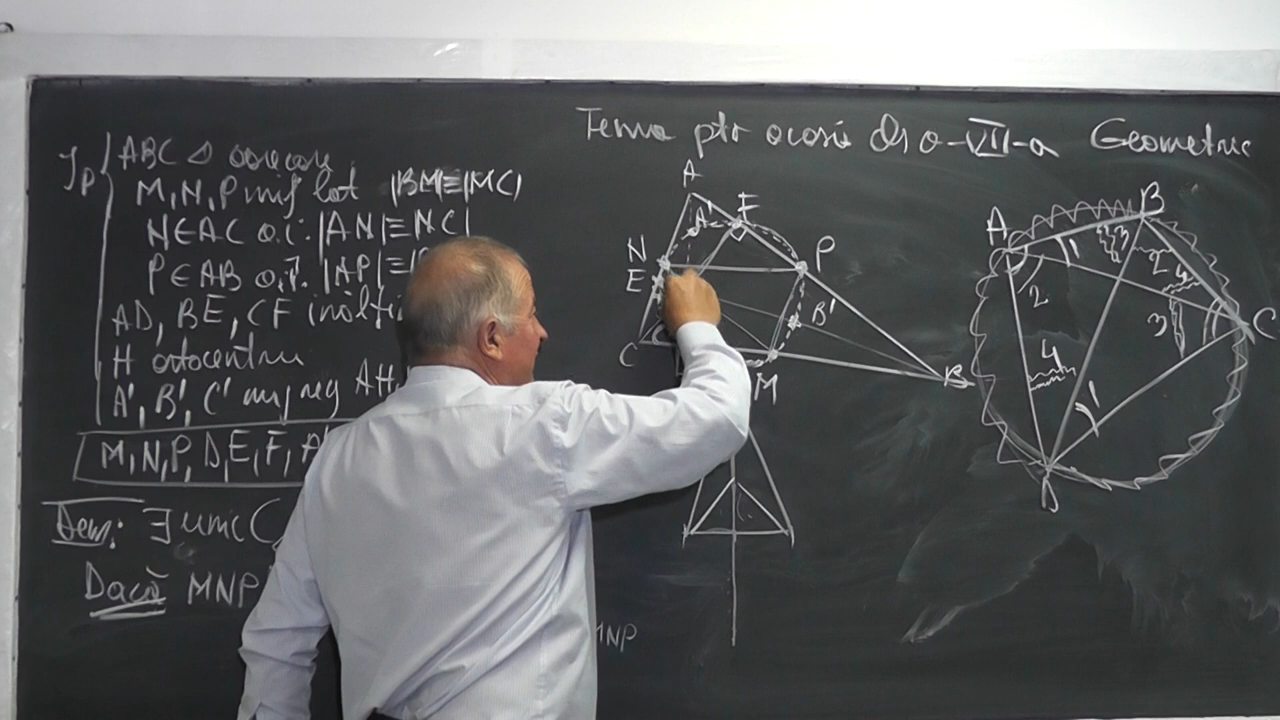 Tema ptr acasă cls a-VII-a Geometrie
Ip
ABC Δ oarecare
M,N,P mij lat |BM|≡|MC|
N∈AC a.î. |AN|≡NC|
P∈AB a.î. |AP|≡|
AD, BE, CF înălț
H ortocentru
A', B', C' mij seg AH,
M,N,P,D,E,F,A'
Dem: ∃ unic C
Dacă MNP
MNP
A
A'
F
N
E
P
B'
C
M
B
A
B
C
D
1
2
3
2
4
3
4
1